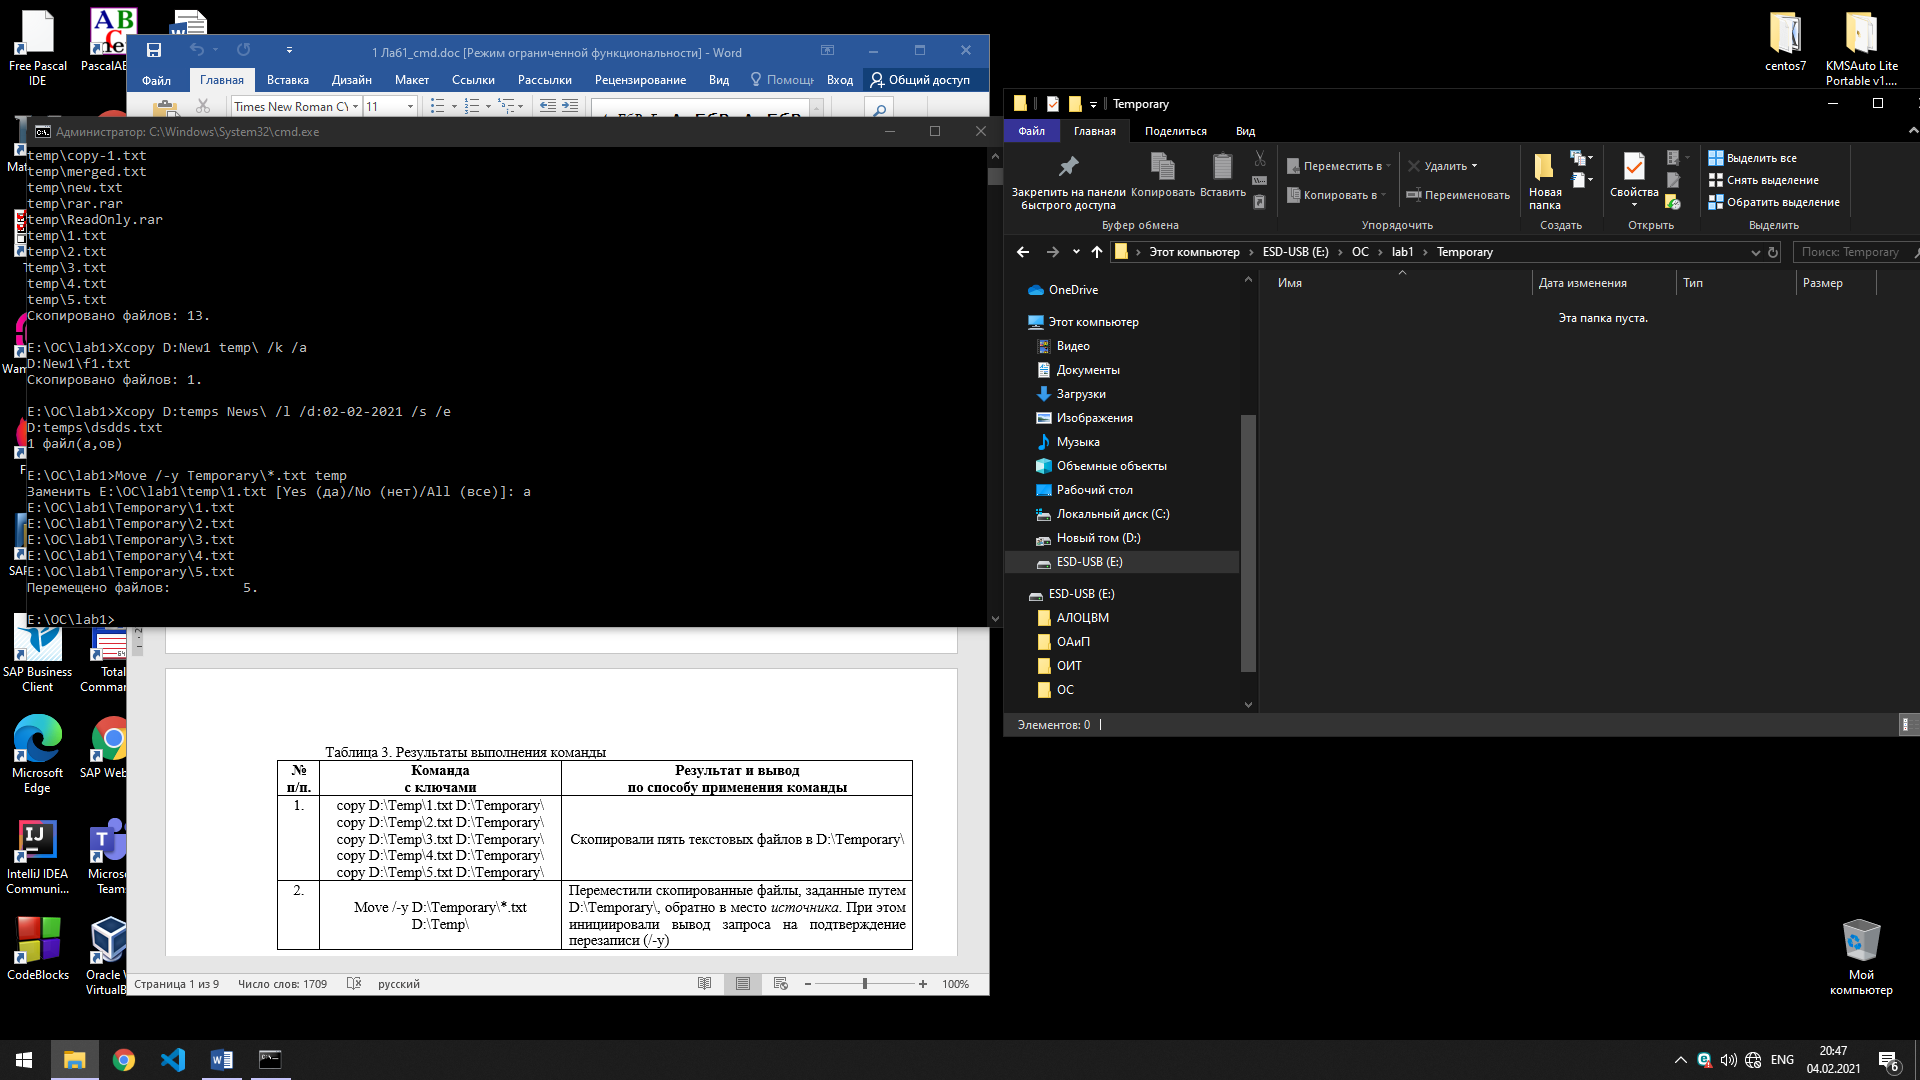 Free Pascal
IDE
PascalAB
1 Лаб1_cmd.doc [Режим ограниченной функциональности] - Word
Файл
Главная
Вставка
Дизайн
Макет
Ссылки
Рассылки
Рецензирование
Вид
Вход
Общий доступ
Times New Roman CY
11
Администратор: C:\Windows\System32\cmd.exe
temp\copy-1.txt
temp\merged.txt
temp\new.txt
temp\rar.rar
temp\ReadOnly.rar
temp\1.txt
temp\2.txt
temp\3.txt
temp\4.txt
temp\5.txt
Скопировано файлов: 13.
E:\OC\lab1>Xcopy D:New1 temp\ /k /a
D:New1\f1.txt
Скопировано файлов: 1.
E:\OC\lab1>Xcopy D:temps News\ /l /d:02-02-2021 /s /e
D:temps\dsdds.txt
1 файл(а,ов)
E:\OC\lab1>Move /-y Temporary\*.txt temp
Заменить E:\OC\lab1\temp\1.txt [Yes (да)/No (нет)/All (все)]: a
E:\OC\lab1\Temporary\1.txt
E:\OC\lab1\Temporary\2.txt
E:\OC\lab1\Temporary\3.txt
E:\OC\lab1\Temporary\4.txt
E:\OC\lab1\Temporary\5.txt
Перемещено файлов: 5.
E:\OC\lab1>
Таблица 3. Результаты выполнения команды
№ п/п.
Команда
с ключами
Результат и вывод
по способу применения команды
1.
copy D:\Temp\1.txt D:\Temporary\
copy D:\Temp\2.txt D:\Temporary\
copy D:\Temp\3.txt D:\Temporary\
copy D:\Temp\4.txt D:\Temporary\
copy D:\Temp\5.txt D:\Temporary\
Скопировали пять текстовых файлов в D:\Temporary\
2.
Move /-y D:\Temporary\*.txt
D:\Temp\
Переместили скопированные файлы, заданные путем
D:\Temporary\, обратно в место источника. При этом
инициировали вывод запроса на подтверждение
перезаписи (/-y)
Страница 1 из 9
Число слов: 1709
русский
100%
SAP Business
Client
Total
Comman
Microsoft
Edge
SAP Web
IntelliJ IDEA
Communi...
Micros
Teams
CodeBlocks
Oracle V
VirtualB
centos7
KMSAuto Lite
Portable v1....
Temporary
Файл
Главная
Поделиться
Вид
Закрепить на панели
быстрого доступа
Копировать
Вставить
Буфер обмена
Переместить в
Копировать в
Удалить
Переименовать
Упорядочить
Новая
папка
Создать
Свойства
Открыть
Выделить все
Снять выделение
Обратить выделение
Выделить
Этот компьютер
ESD-USB (E:)
ОС
lab1
Temporary
Поиск: Temporary
Имя
Дата изменения
Тип
Размер
Эта папка пуста.
OneDrive
Этот компьютер
Видео
Документы
Загрузки
Изображения
Музыка
Объемные объекты
Рабочий стол
Локальный диск (C:)
Новый том (D:)
ESD-USB (E:)
ESD-USB (E:)
АЛОЦВМ
ОАиП
ОИТ
ОС
Элементов: 0
Мой
компьютер
ENG
20:47
04.02.2021
6